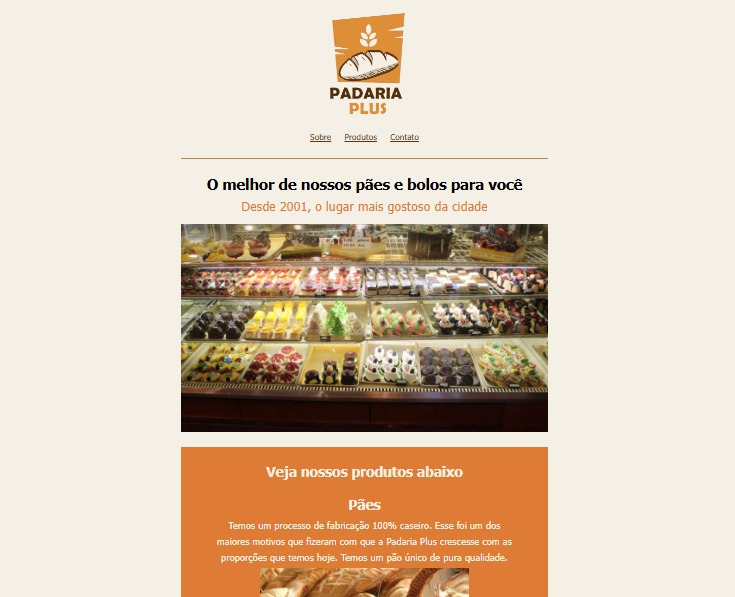 PADARIA
PLUS
Sobre Produtos Contato
O melhor de nossos pães e bolos para você
Desde 2001, o lugar mais gostoso da cidade
Veja nossos produtos abaixo
Pães
Temos um processo de fabricação 100% caseiro. Esse foi um dos
maiores motivos que fizeram com que a Padaria Plus crescesse com as
proporções que temos hoje. Temos um pão único de pura qualidade.